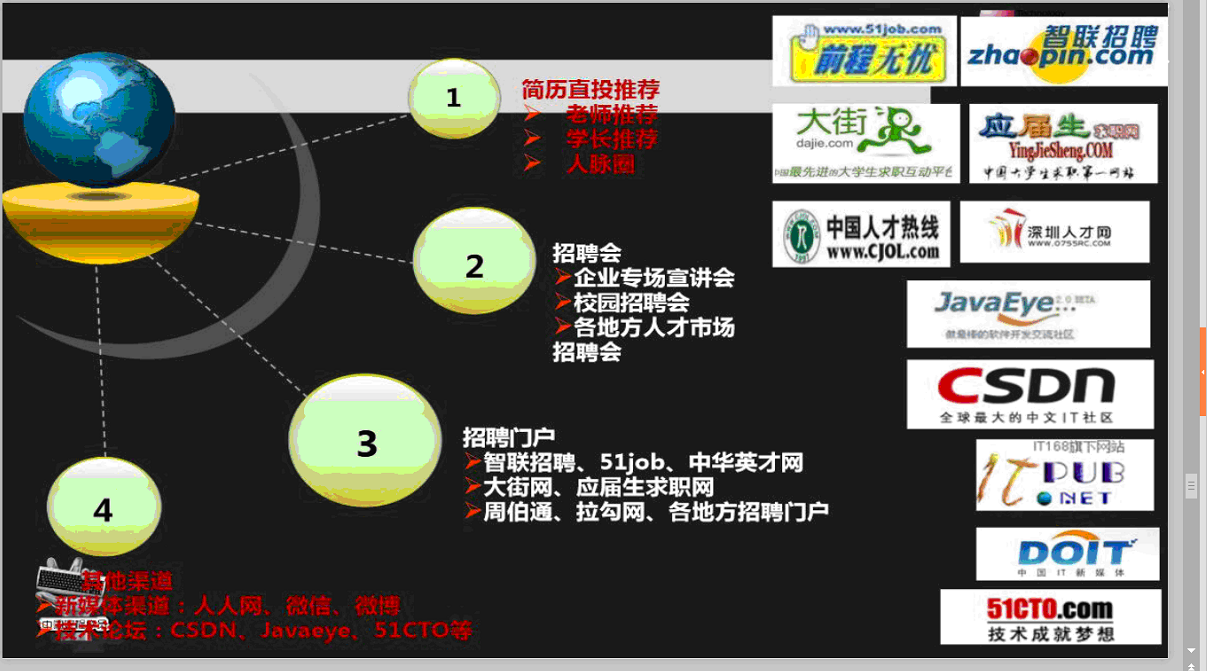 1
简历直投推荐
老师推荐
学长推荐
人脉圈
2
招聘会
企业专场宣讲会
校园招聘会
各地方人才市场
招聘会
3
招聘门户
智联招聘、51job、中华英才网
大街网、应届生求职网
周伯通、拉勾网、各地方招聘门户
4
其他渠道
新媒体渠道：人人网、微信、微博
技术论坛：CSDN、Javaeye、51CTO等
www.51job.com
前程无忧
智联招聘
zhaopin.com
大街
dajie.com
中国最先进的大学生求职互动平台
应届生求职网
YingJieSheng.COM
中国大学生求职第一网站
中国人才热线
www.CJOL.com
深圳人才网
www.0755RC.COM
JavaEye 2.0 BETA
做最棒的软件开发交流社区
CSDN
全球最大的中文IT社区
IT168旗下网站
ITPUB
.NET
DOIT
中国IT新媒体
51CTO.com
技术成就梦想